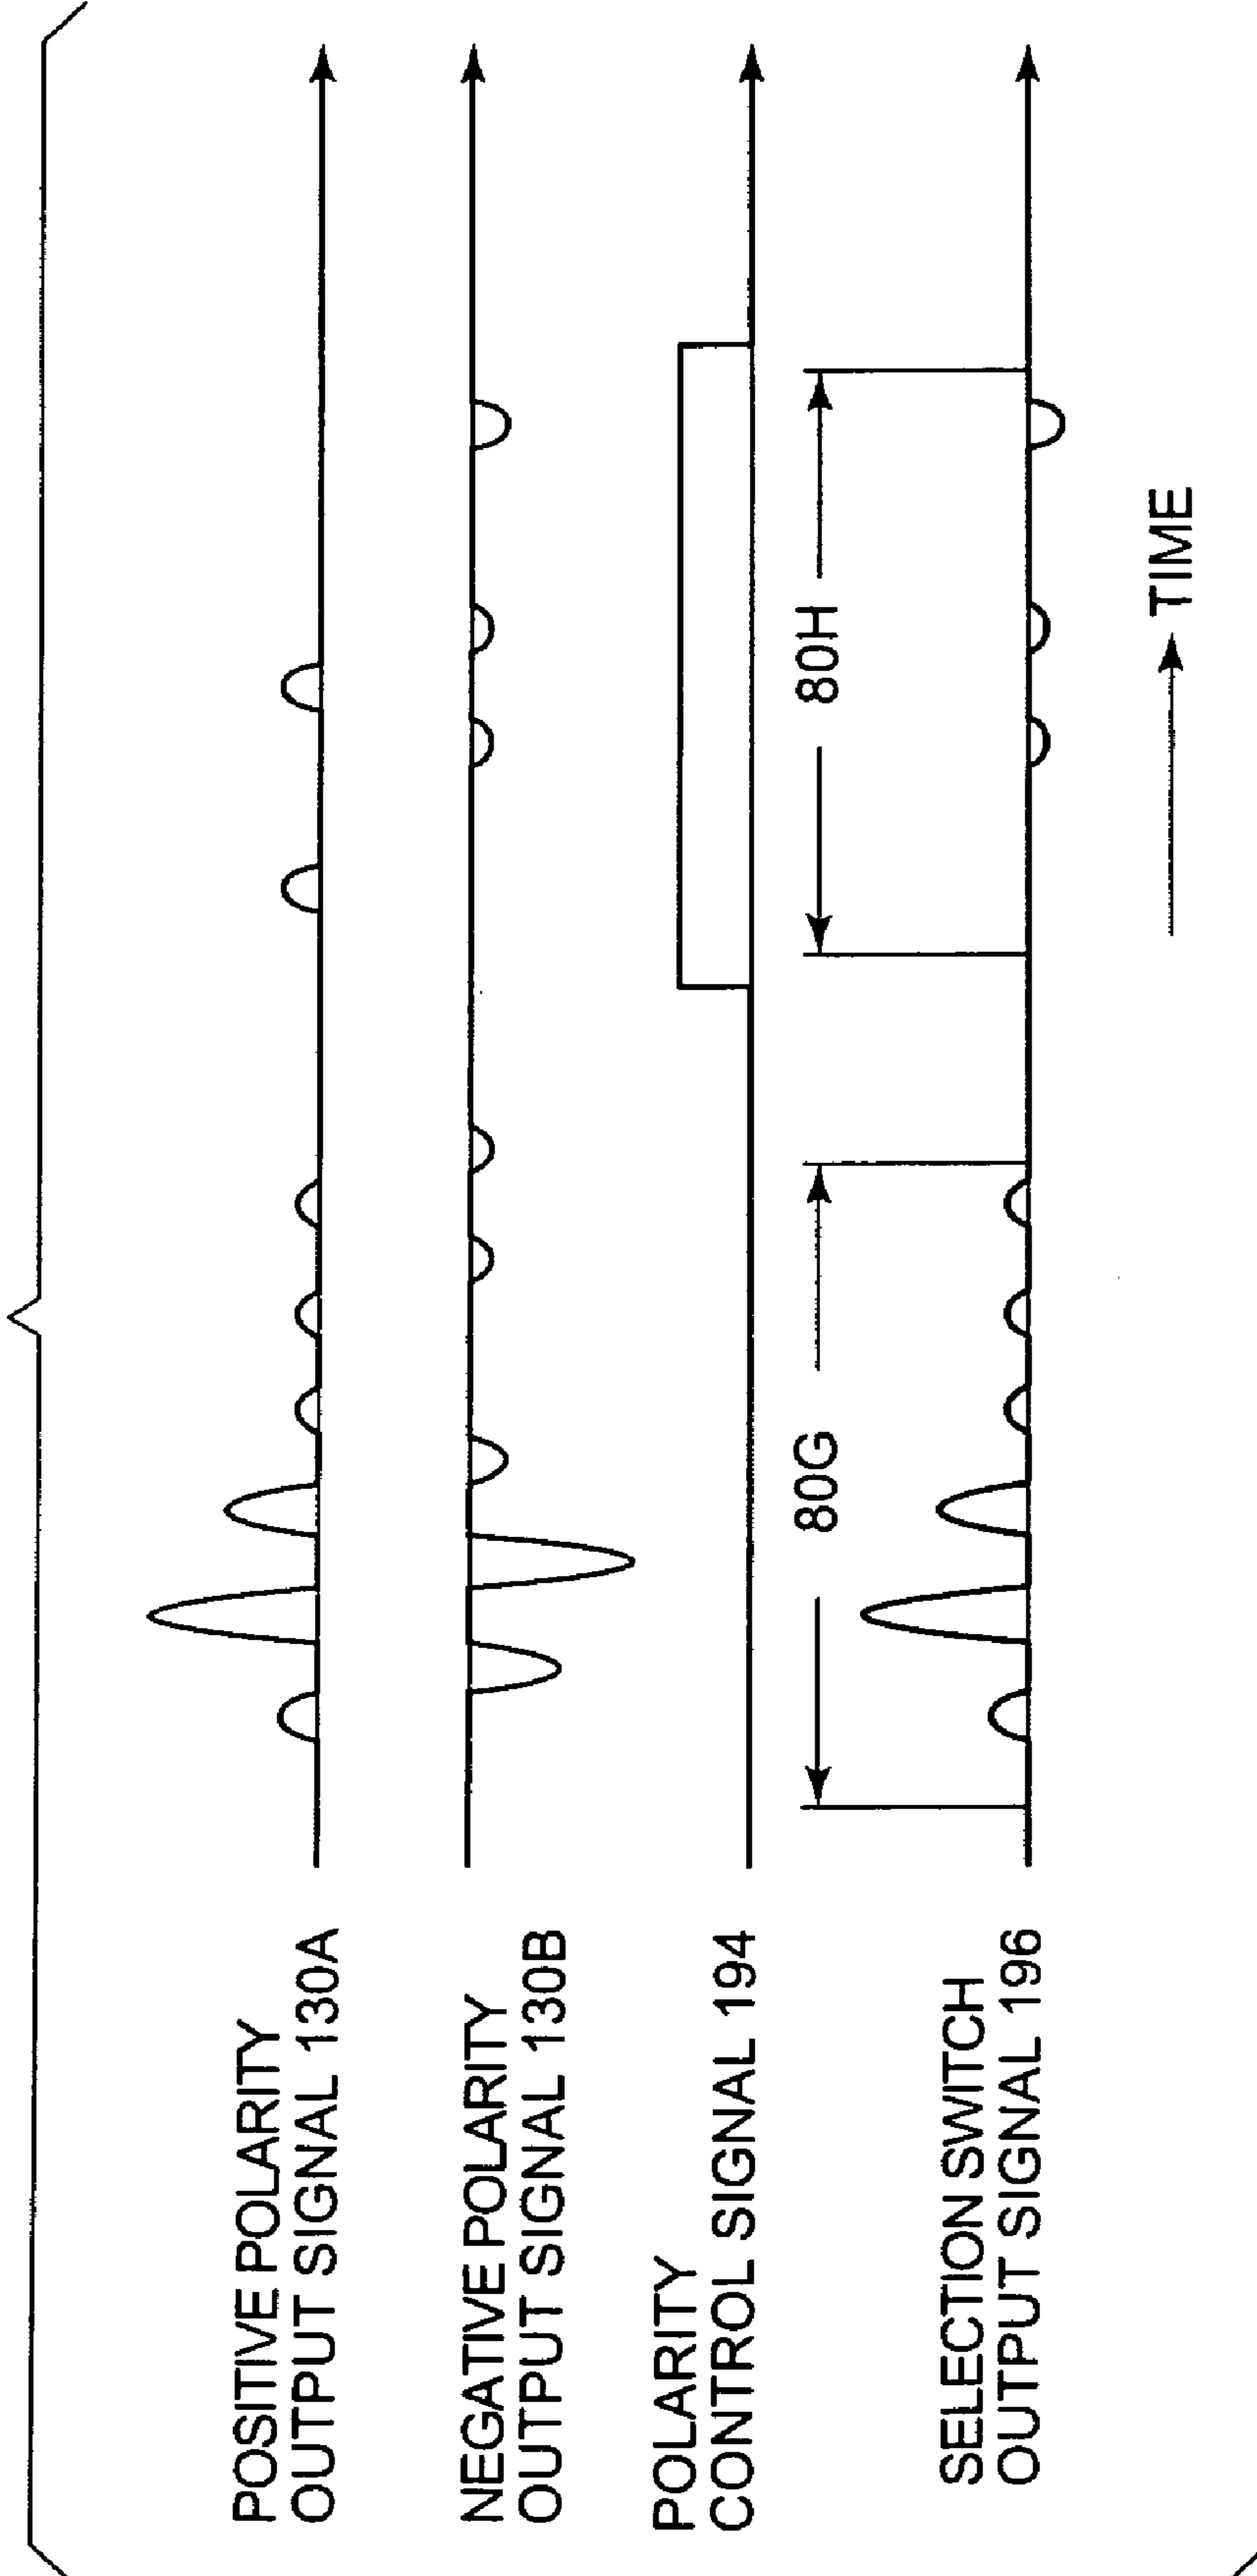 POSITIVE POLARITY
OUTPUT SIGNAL 130A
NEGATIVE POLARITY
OUTPUT SIGNAL 130B
POLARITY
CONTROL SIGNAL 194
80G
80H
SELECTION SWITCH
OUTPUT SIGNAL 196
TIME